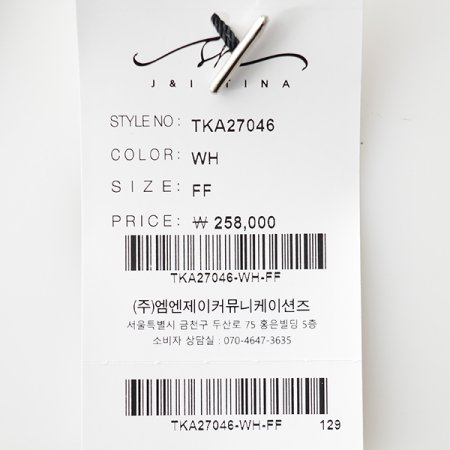 J & I TINA
STYLE NO : TKA27046
COLOR: WH
SIZE: FF
PRICE: ₩ 258,000
TKA27046-WH-FF
(주)엠엔제이커뮤니케이션즈
서울특별시 금천구 두산로 75 홍은빌딩 5층
소비자 상담실 : 070-4647-3635
TKA27046-WH-FF 129